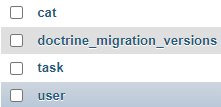 cat
doctrine_migration_versions
task
user